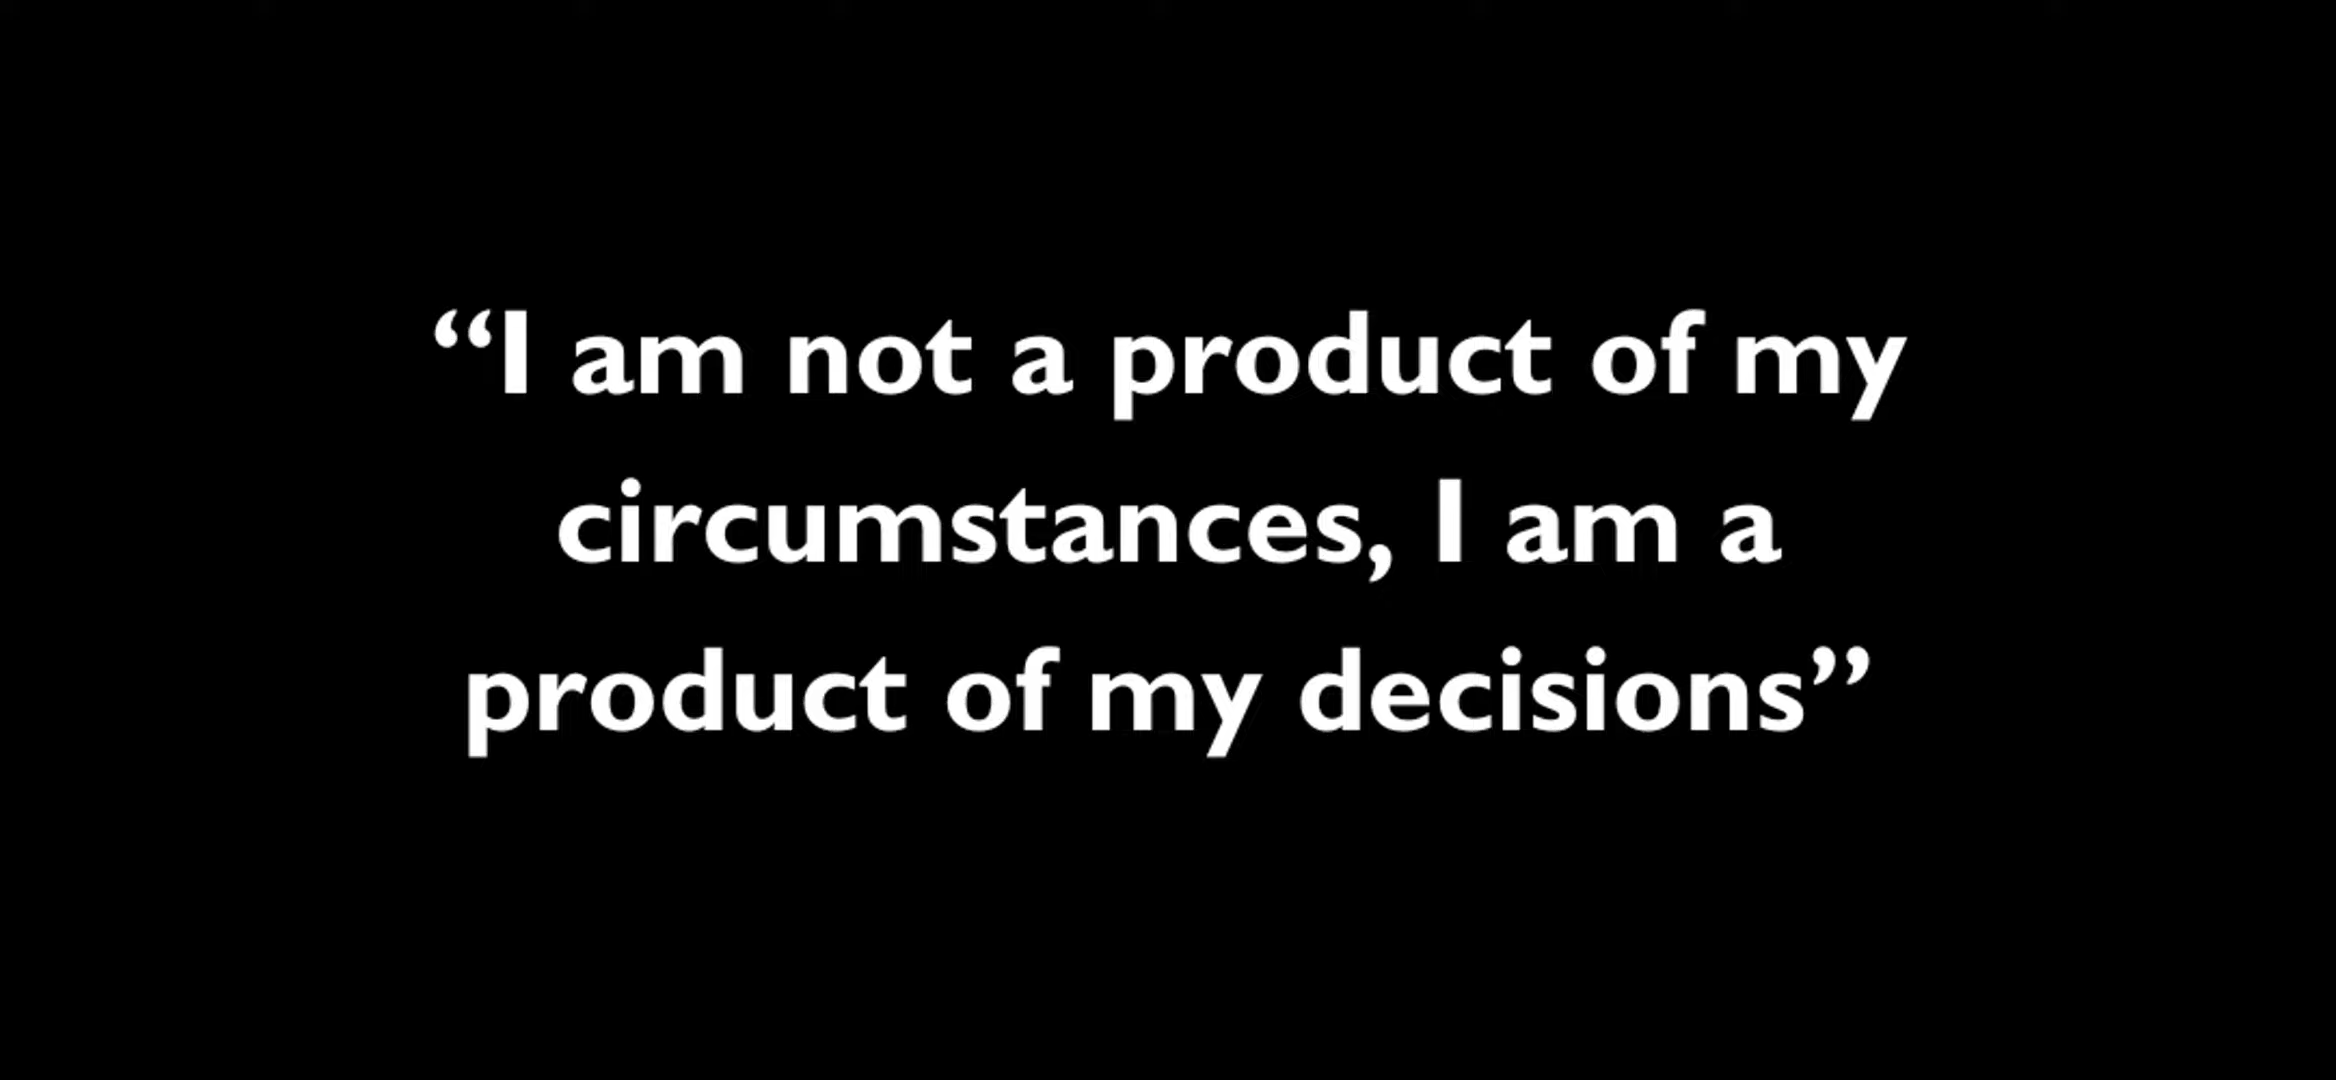 “I am not a product of my
circumstances, I am a
product of my decisions”